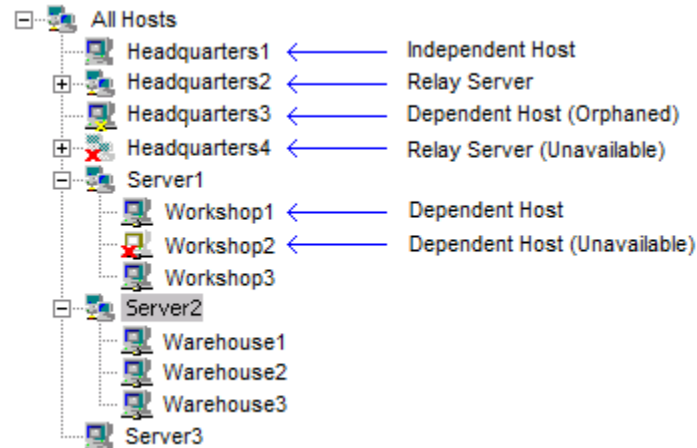 All Hosts
Headquarters1 Independent Host
Headquarters2 Relay Server
Headquarters3 Dependent Host (Orphaned)
Headquarters4 Relay Server (Unavailable)
Server1
Workshop1 Dependent Host
Workshop2 Dependent Host (Unavailable)
Workshop3
Server2
Warehouse1
Warehouse2
Warehouse3
Server3